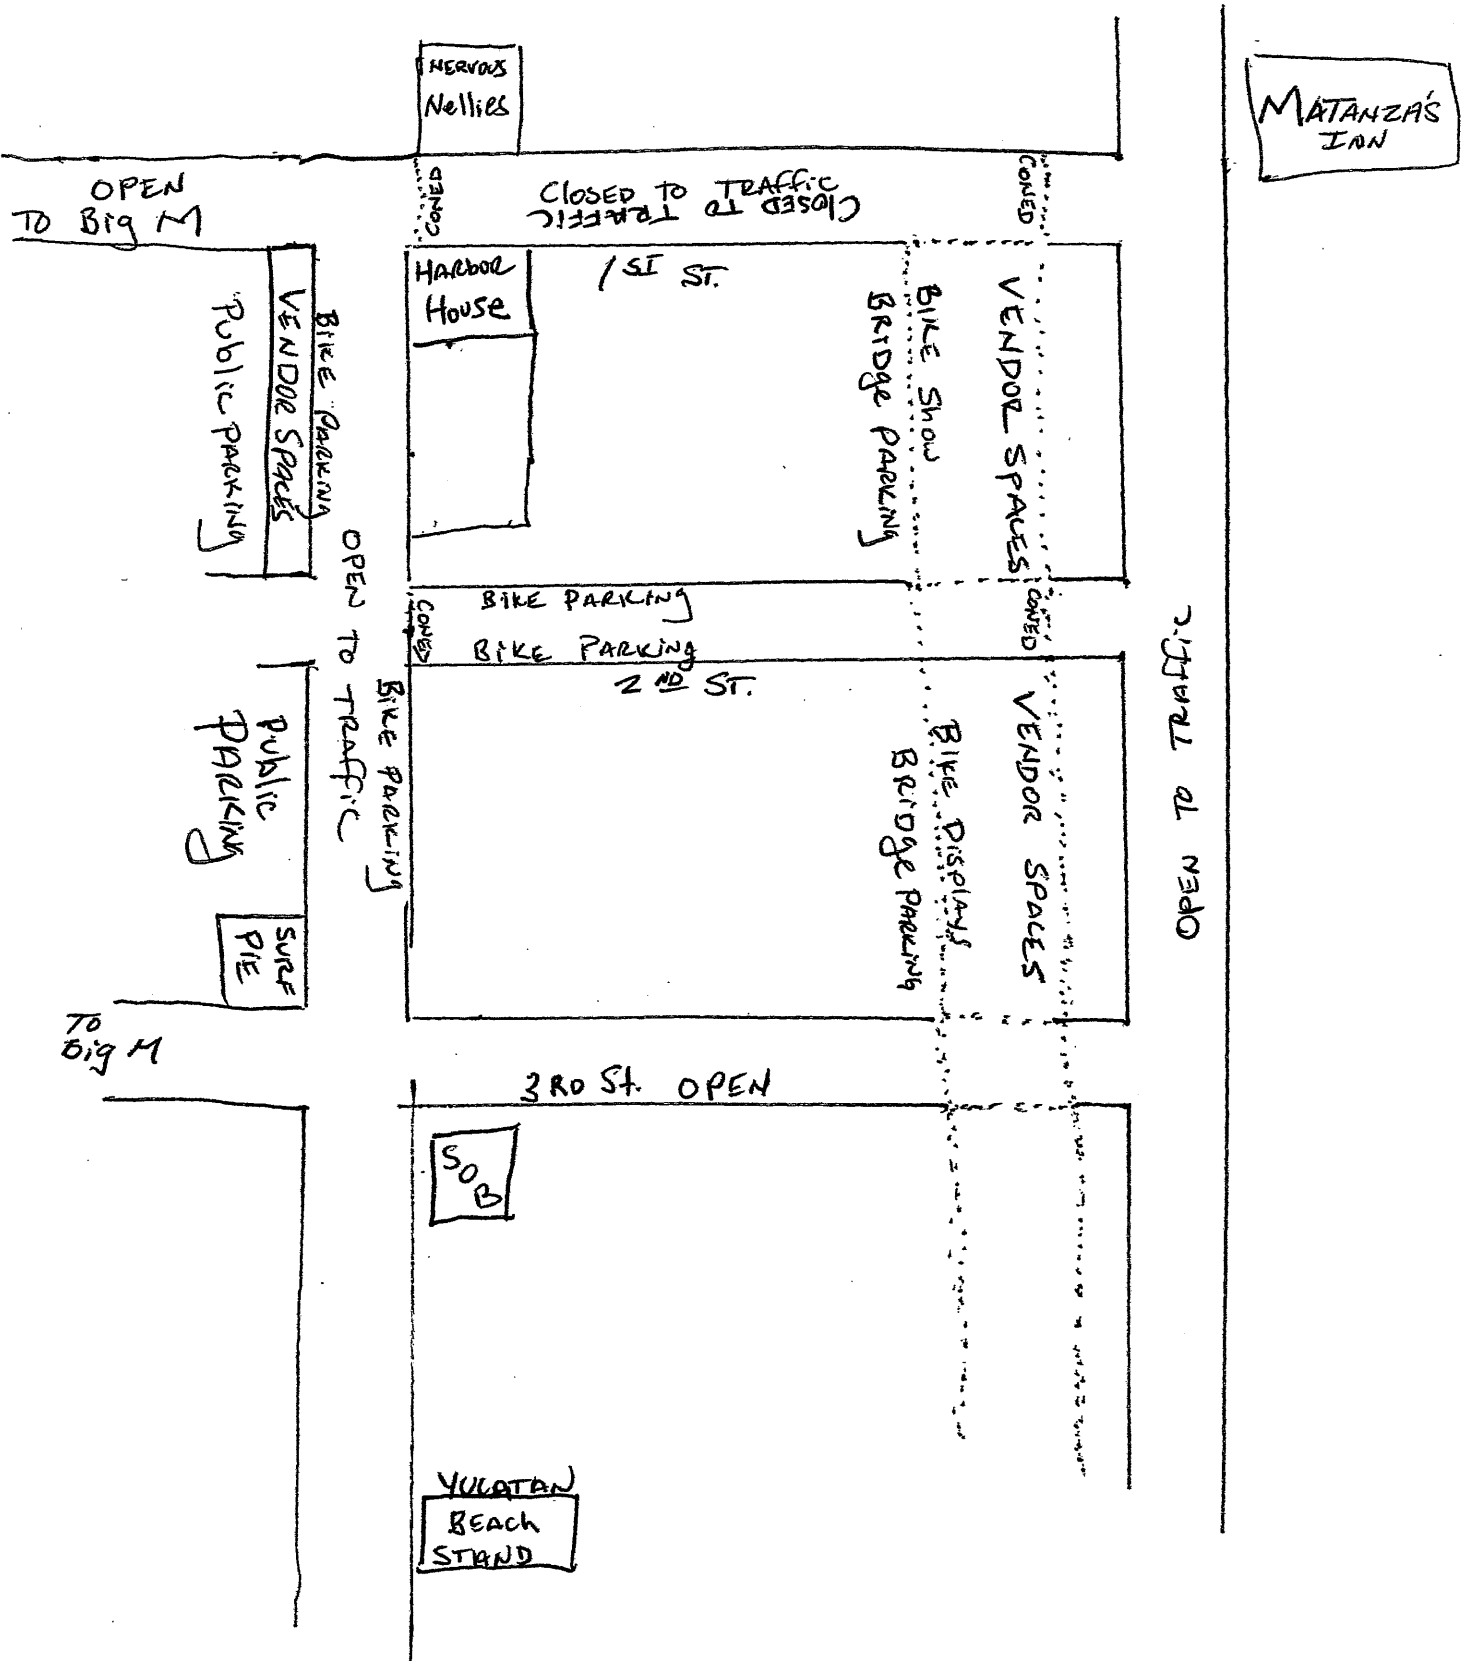 NERVOUS
Nellies
MATANZA'S
INN
OPEN
TO Big M
CONED
CLOSED TO TRAFFIC
CLOSED TO TRAFFIC
CONED
HARBOR
House
1ST ST.
VENDOR SPACES
BIKE PARKING
Public PARKING
BRIDGE PARKING
BIKE SHOW
VENDOR SPACES
OPEN TO TRAFFIC
CONED
BIKE PARKING
BIKE PARKING
CONED
2ND ST.
Public
PARKING
BIKE PARKING
BRIDGE PARKING
BIKE DISPLAYS
VENDOR SPACES
OPEN TO TRAFFIC
SURF
PIE
TO
Big M
3RD St. OPEN
SOB
YUCATAN
BEACH
STAND